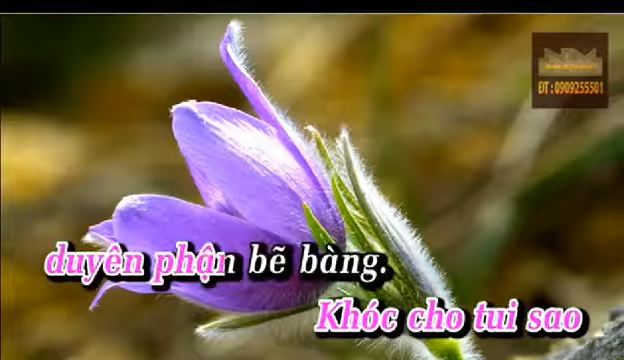 ĐT : 0909255501
duyên phận bẽ bàng.
Khóc cho tui sao